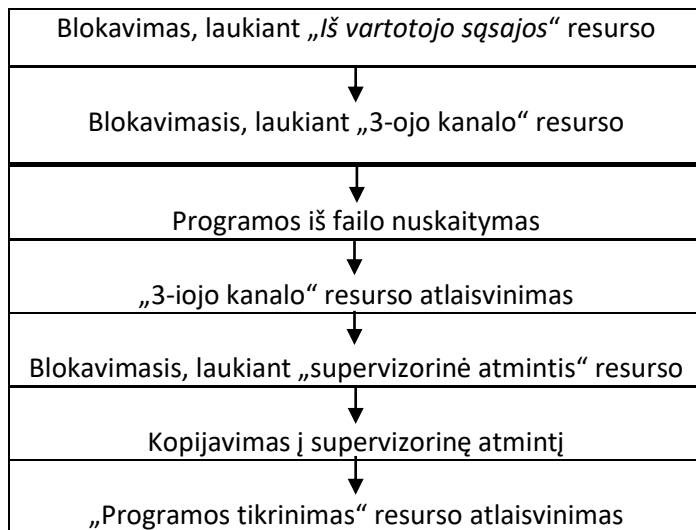 Blokavimas, laukiant „Iš vartotojo sąsajos“ resurso
Blokavimasis, laukiant „3-ojo kanalo“ resurso
Programos iš failo nuskaitymas
„3-iojo kanalo“ resurso atlaisvinimas
Blokavimasis, laukiant „supervizorinė atmintis“ resurso
Kopijavimas į supervizorinę atmintį
„Programos tikrinimas“ resurso atlaisvinimas